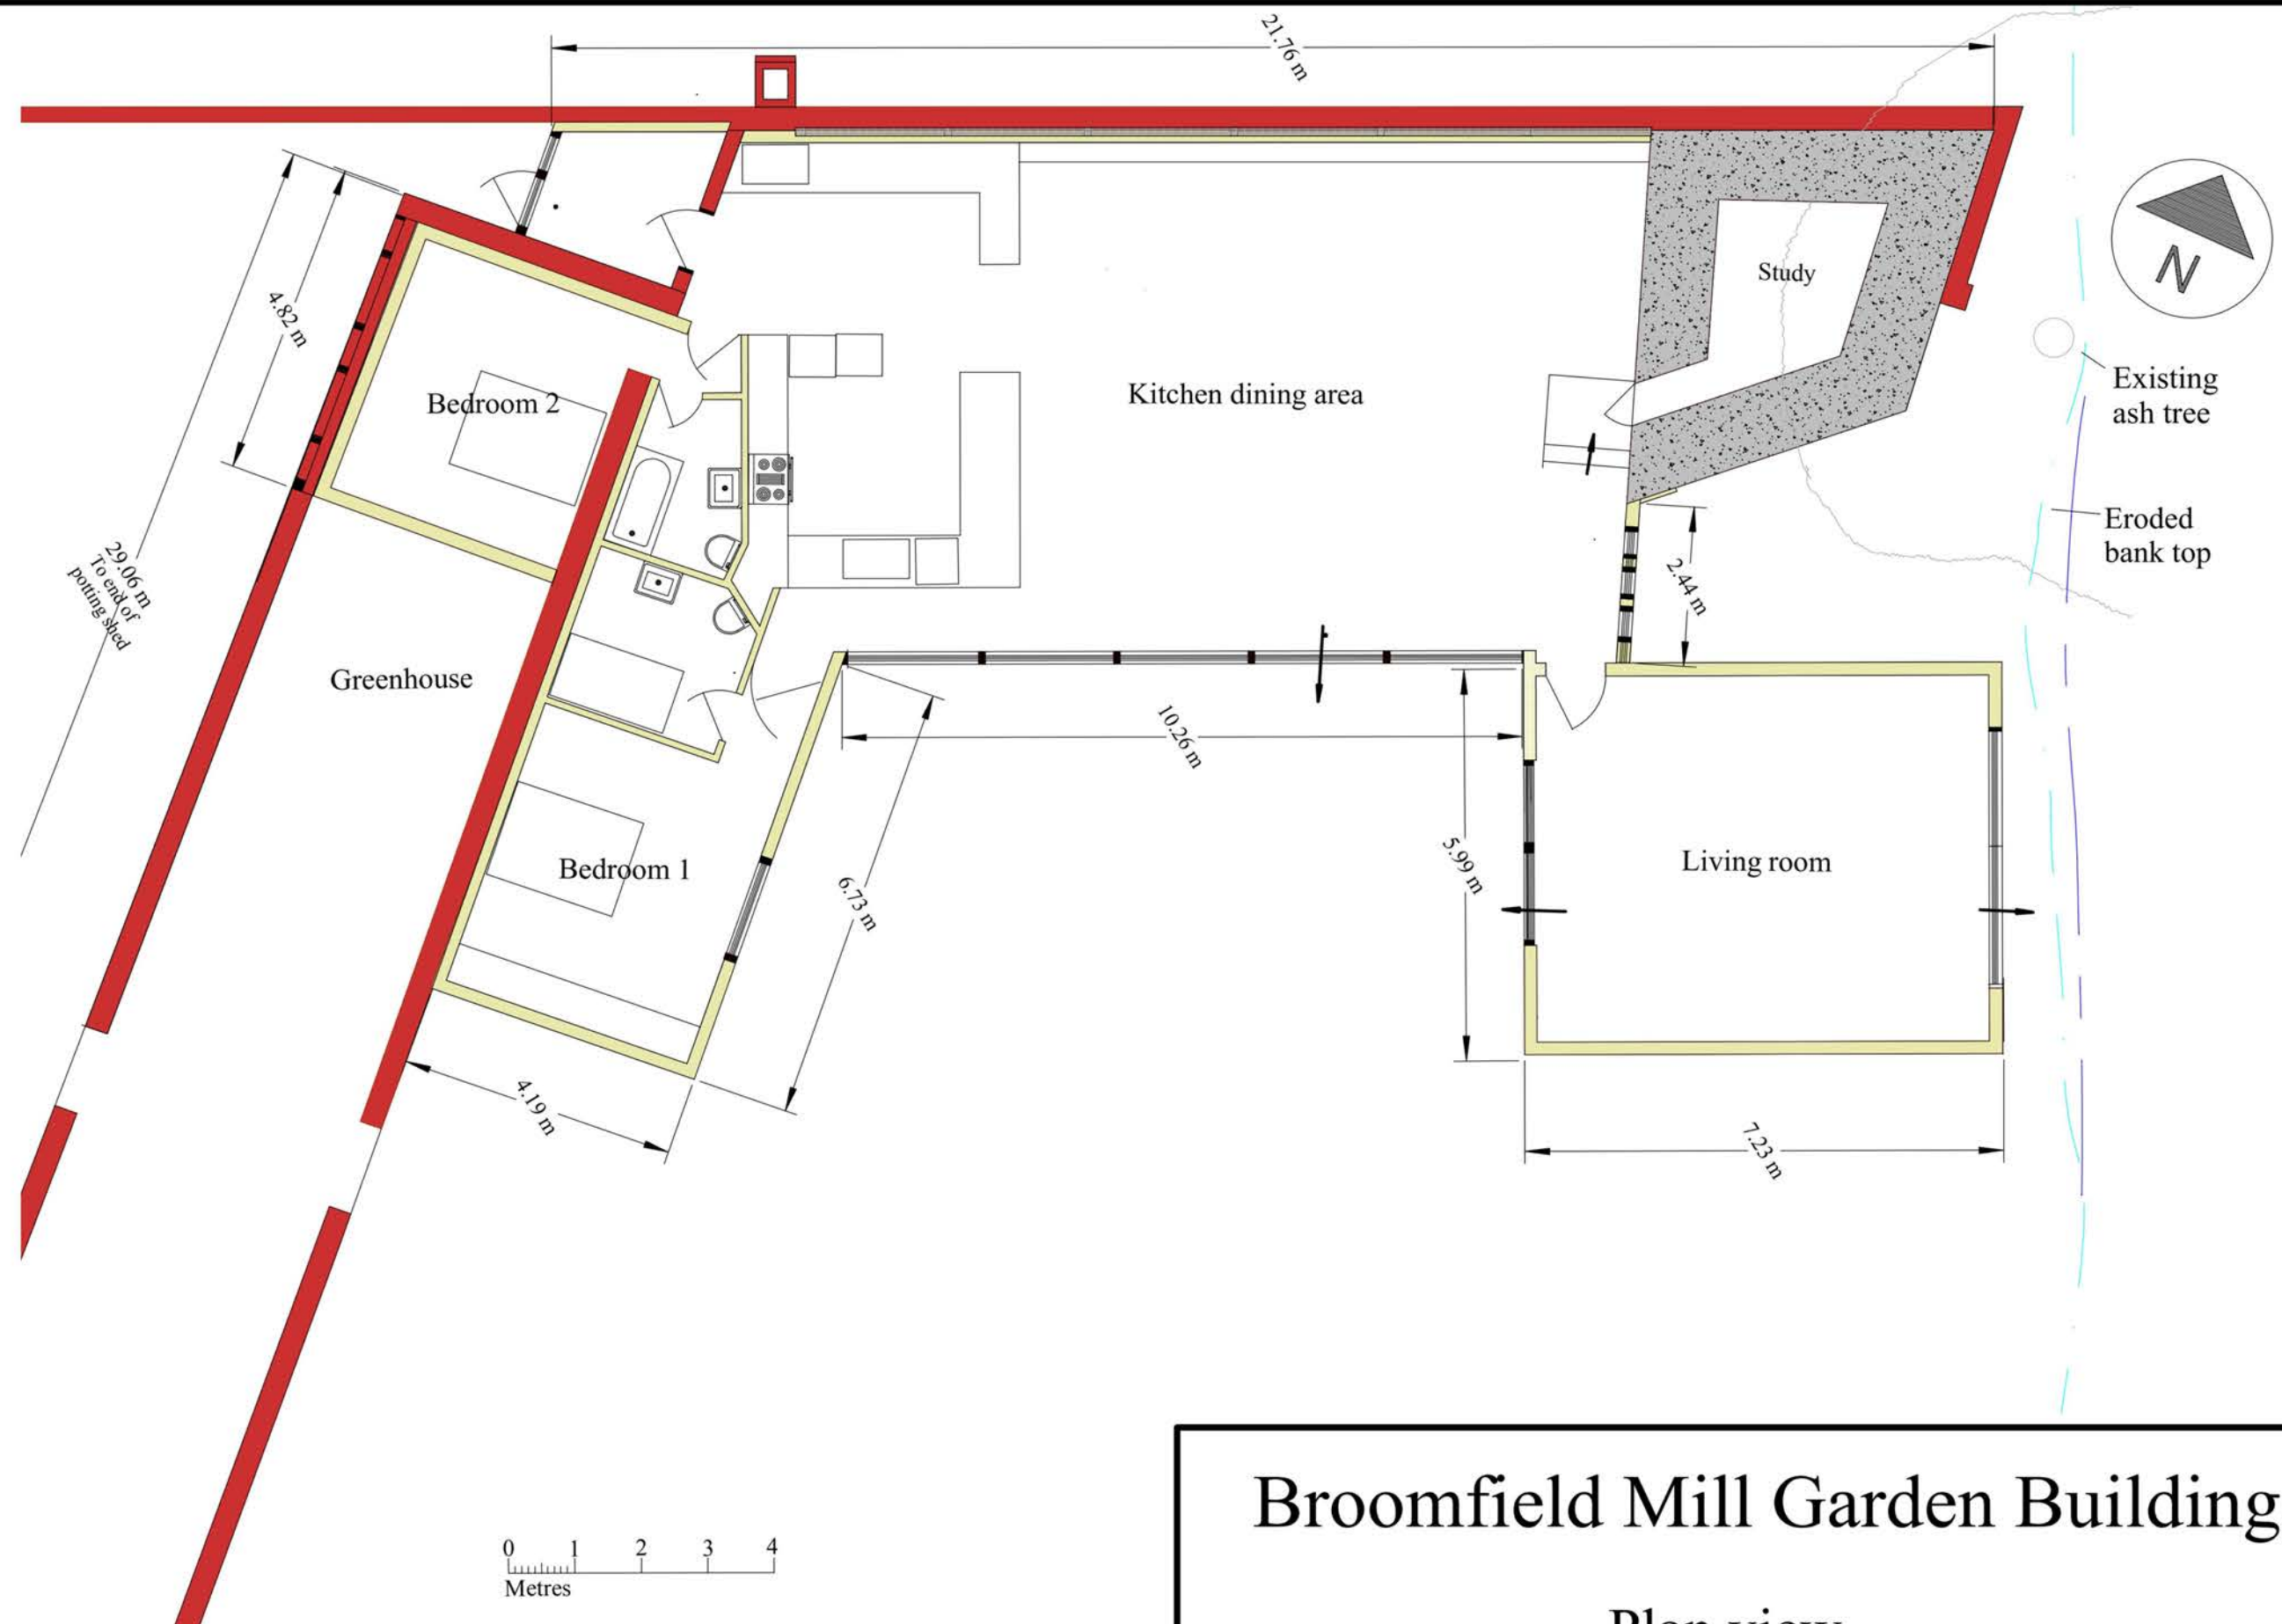 21.76 m
4.82 m
Study
N
Existing
ash tree
Bedroom 2
Kitchen dining area
Eroded
bank top
29.06 m
To end of
potting shed
2.44 m
Greenhouse
10.26 m
5.99 m
Living room
Bedroom 1
6.73 m
4.19 m
7.23 m
0 1 2 3 4
Metres
Broomfield Mill Garden Building
Plan view